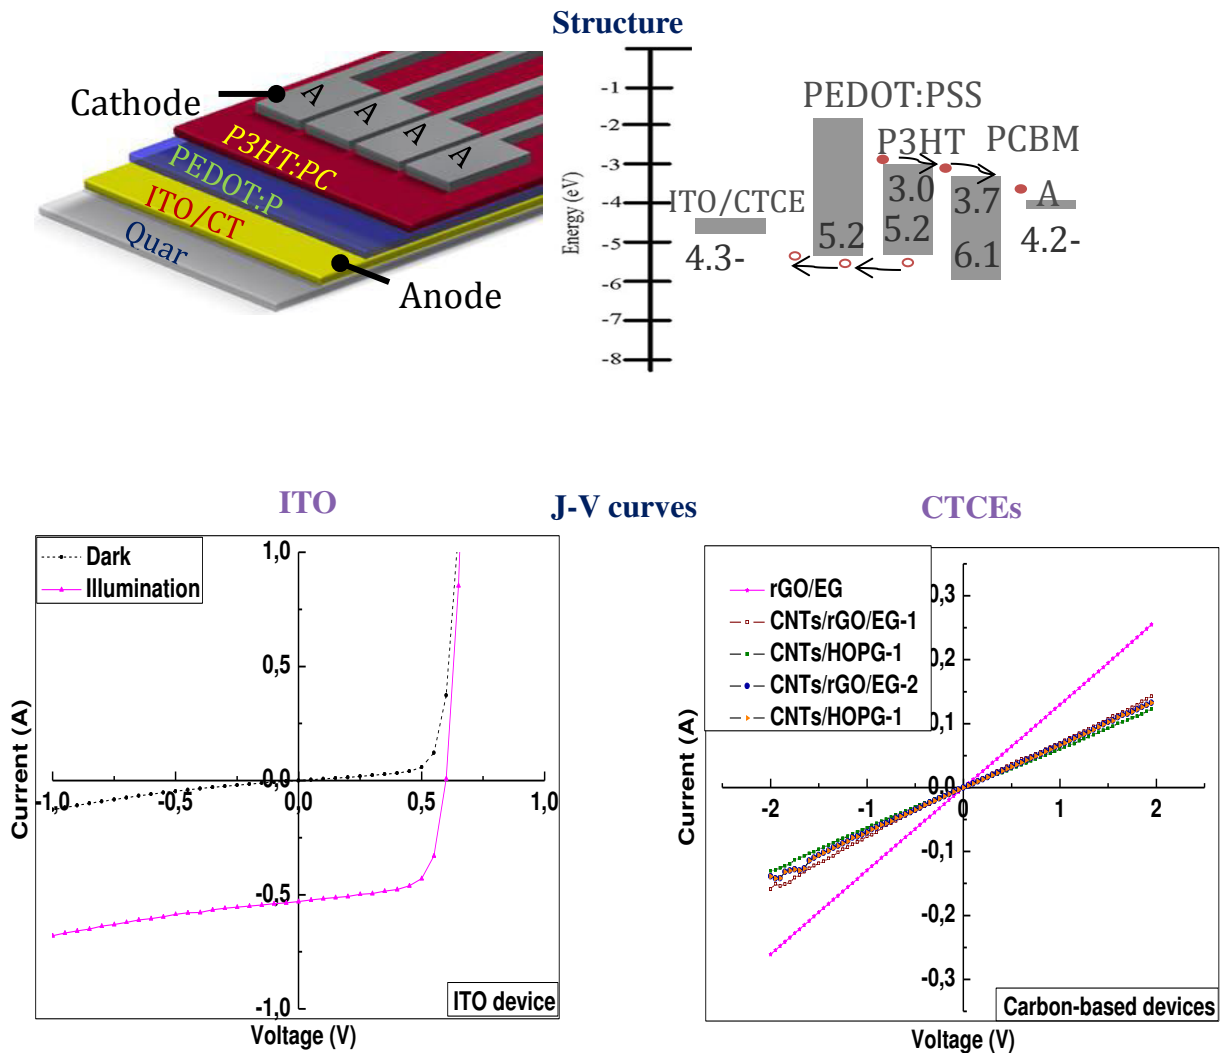 Structure
Cathode
A
A
A
A
P3HT:PC
PEDOT:P
ITO/CT
Quar
Anode
Energy (eV)
-1
-2
-3
-4
-5
-6
-7
-8
PEDOT:PSS
P3HT
PCBM
ITO/CTCE
3.0
3.7
A
5.2
5.2
4.3-
6.1
4.2-
ITO
J-V curves
CTCEs
Dark
Illumination
1,0
0,5
0,0
-0,5
-1,0
-1,0
-0,5
0,0
0,5
1,0
Current (A)
Voltage (V)
ITO device
rGO/EG
CNTs/rGO/EG-1
CNTs/HOPG-1
CNTs/rGO/EG-2
CNTs/HOPG-1
0,3
0,2
0,1
0,0
-0,1
-0,2
-0,3
-2
-1
0
1
2
Current (A)
Voltage (V)
Carbon-based devices